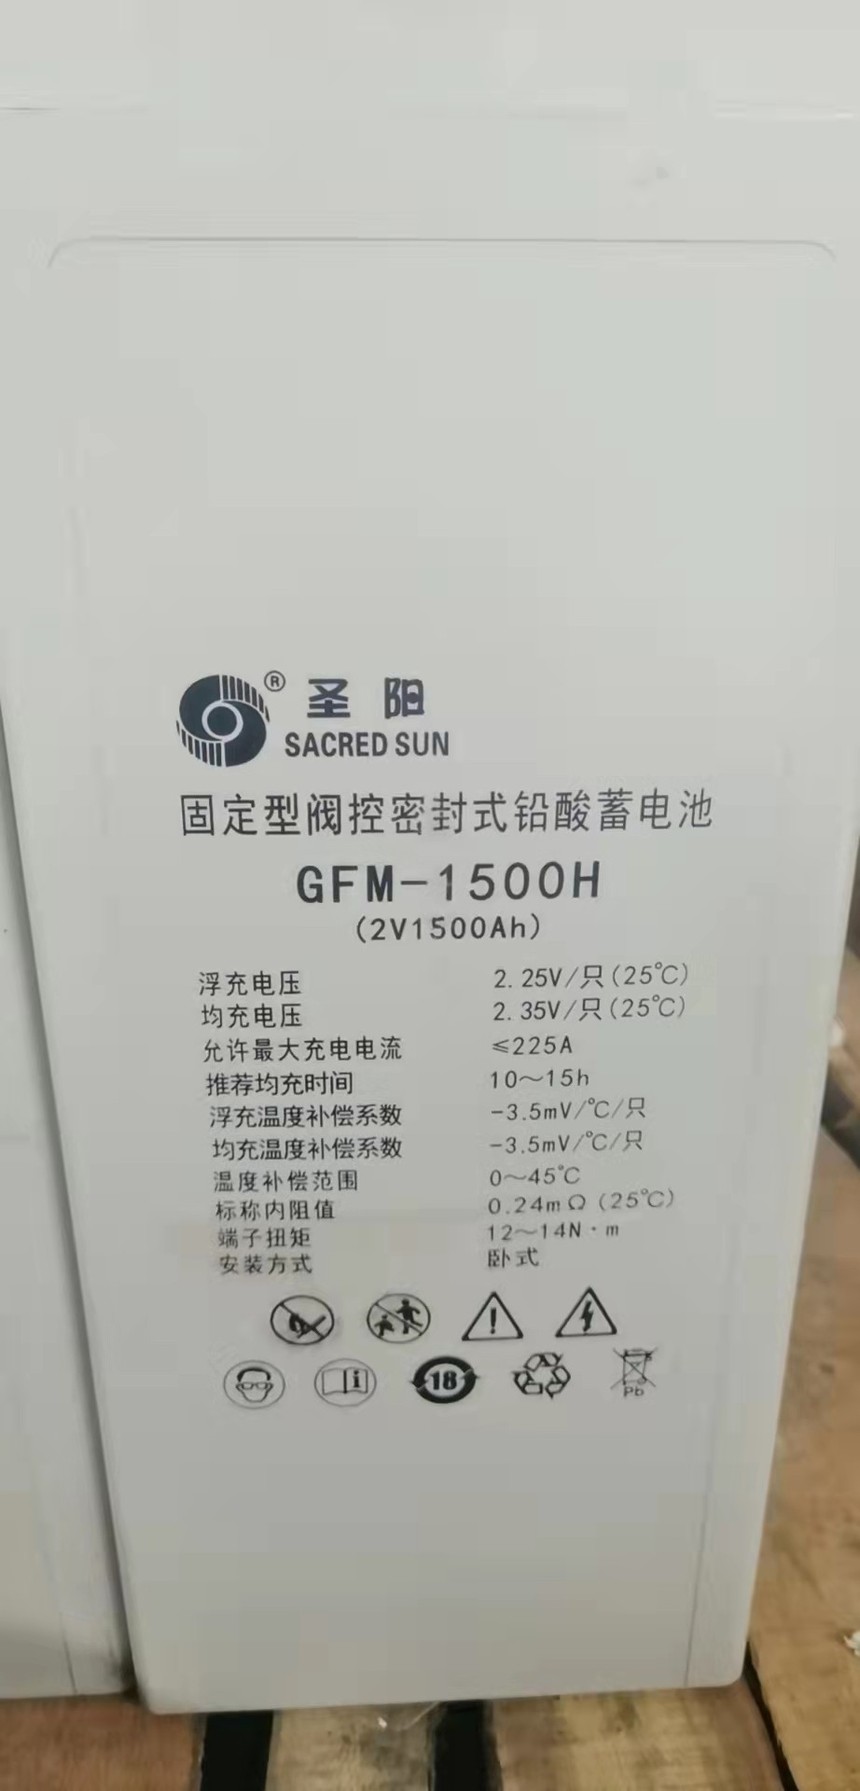 ®
圣阳
SACRED SUN
固定型阀控密封式铅酸蓄电池
GFM-1500H
(2V1500Ah)
浮充电压 2.25V/只(25℃)
均充电压 2.35V/只(25℃)
允许最大充电电流 ≤225A
推荐均充时间 10～15h
浮充温度补偿系数 -3.5mV/℃/只
均充温度补偿系数 -3.5mV/℃/只
温度补偿范围 0～45℃
标称内阻值 0.24mΩ(25℃)
端子扭矩 12～14N·m
安装方式 卧式
18
Pb